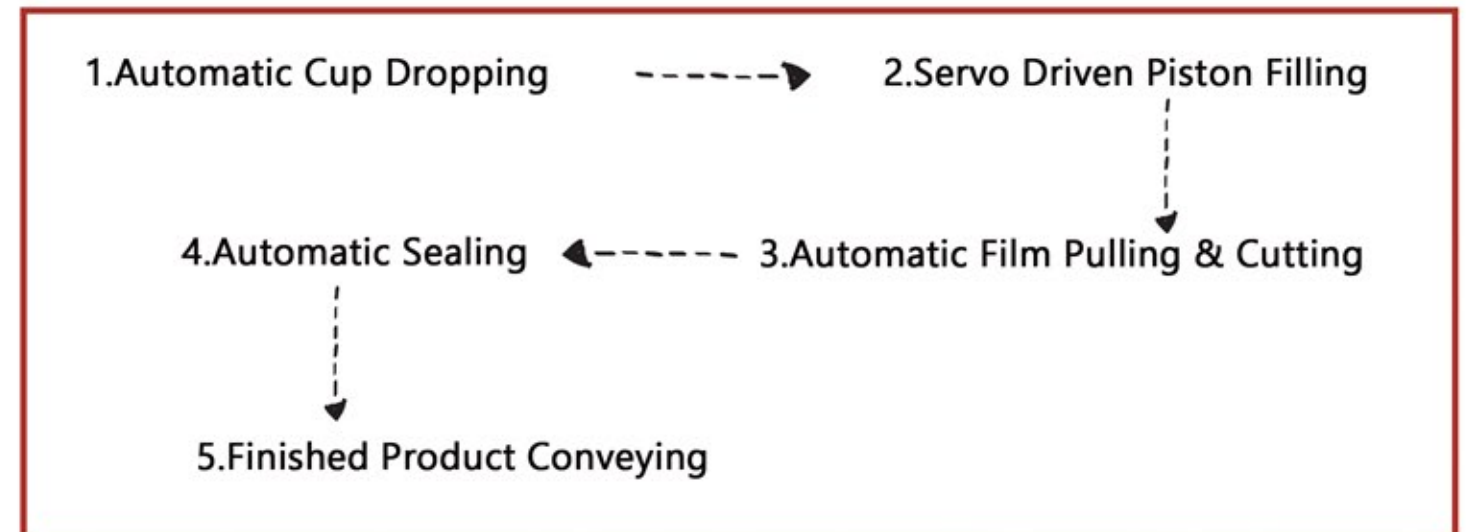 1.Automatic Cup Dropping
2.Servo Driven Piston Filling
3.Automatic Film Pulling & Cutting
4.Automatic Sealing
5.Finished Product Conveying